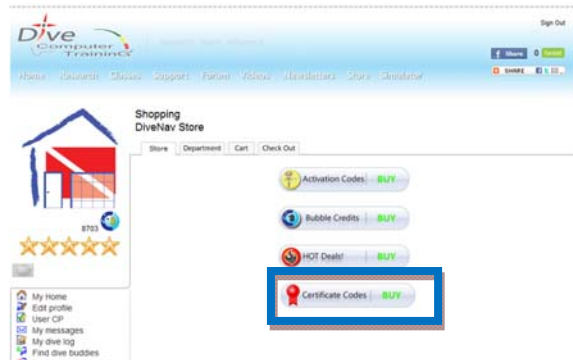 Sign Out
Dive
Computer
Training
Share 0
SHARE
Home Research Classes Support Forum Videos Newsletters Store Simulator
Shopping
DiveNav Store
Store Department Cart Check Out
Activation Codes BUY
8703
Bubble Credits BUY
HOT Deals! BUY
Certificate Codes BUY
My Home
Edit profile
User CP
My messages
My dive log
Find dive buddies